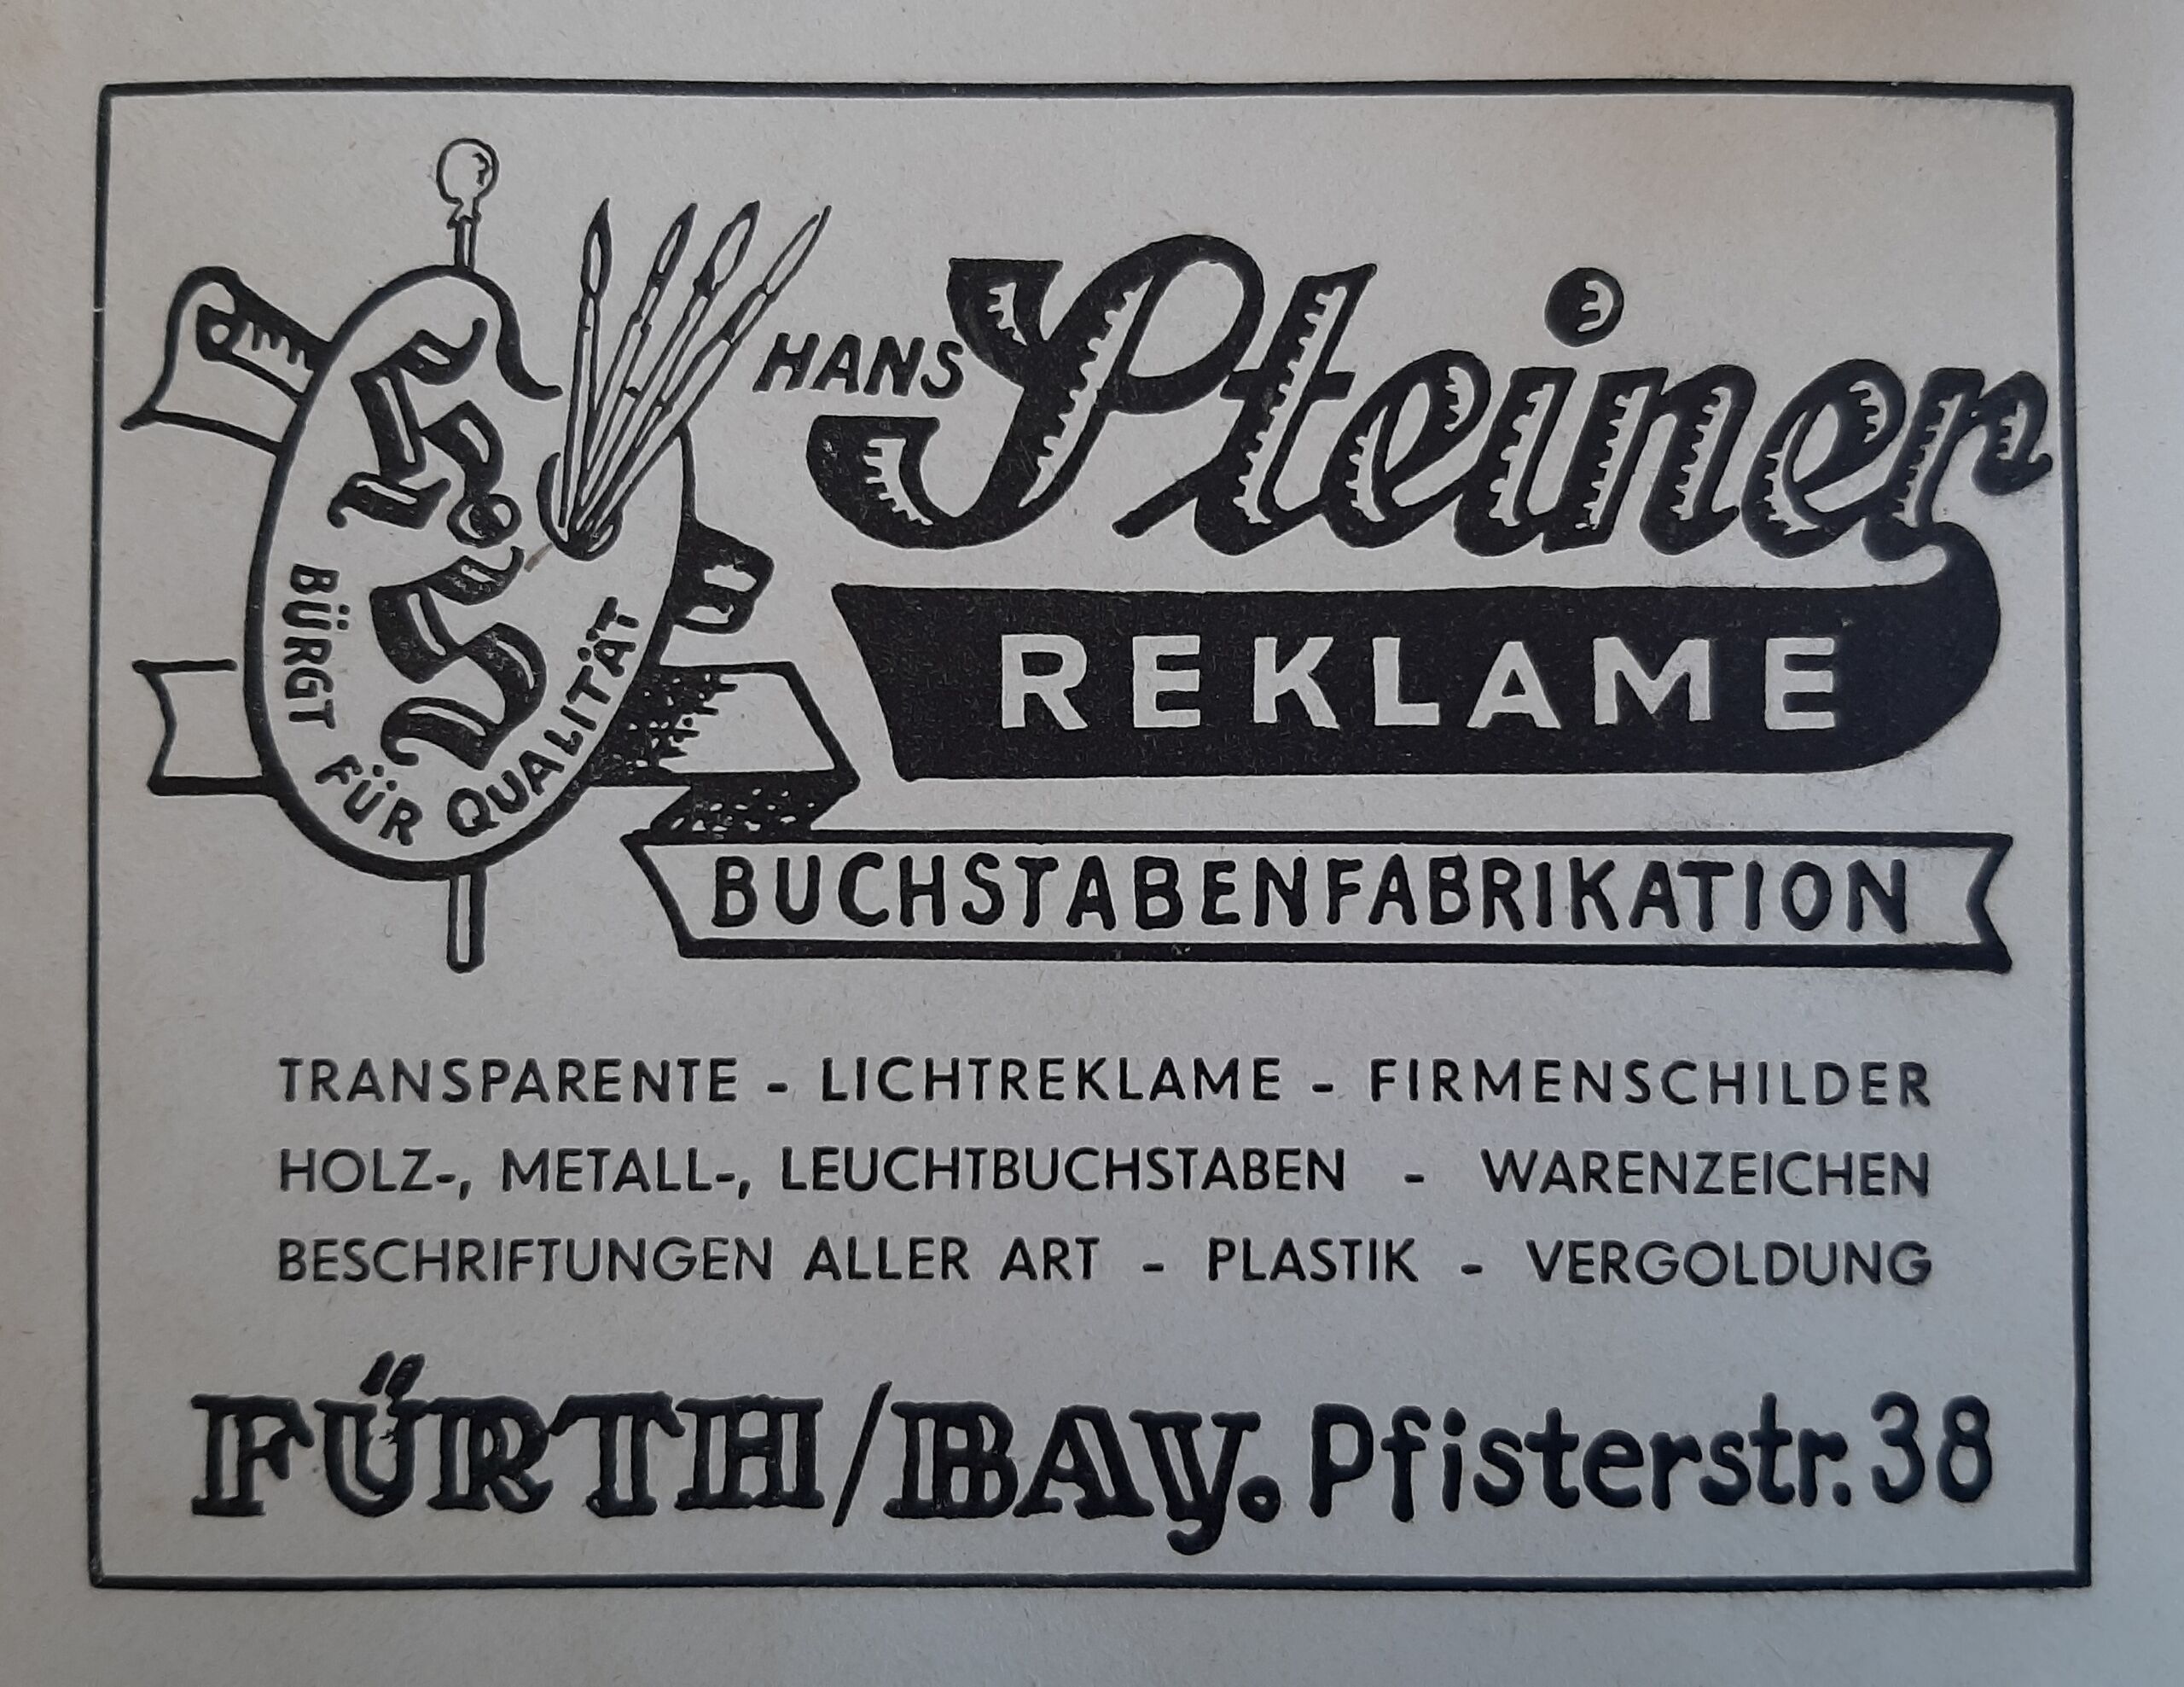 H.S.
BÜRGT FÜR QUALITÄT
HANS Steiner
REKLAME
BUCHSTABENFABRIKATION
TRANSPARENTE - LICHTREKLAME - FIRMENSCHILDER
HOLZ-, METALL-, LEUCHTBUCHSTABEN - WARENZEICHEN
BESCHRIFTUNGEN ALLER ART - PLASTIK - VERGOLDUNG
FÜRTH/BAY. Pfisterstr. 38